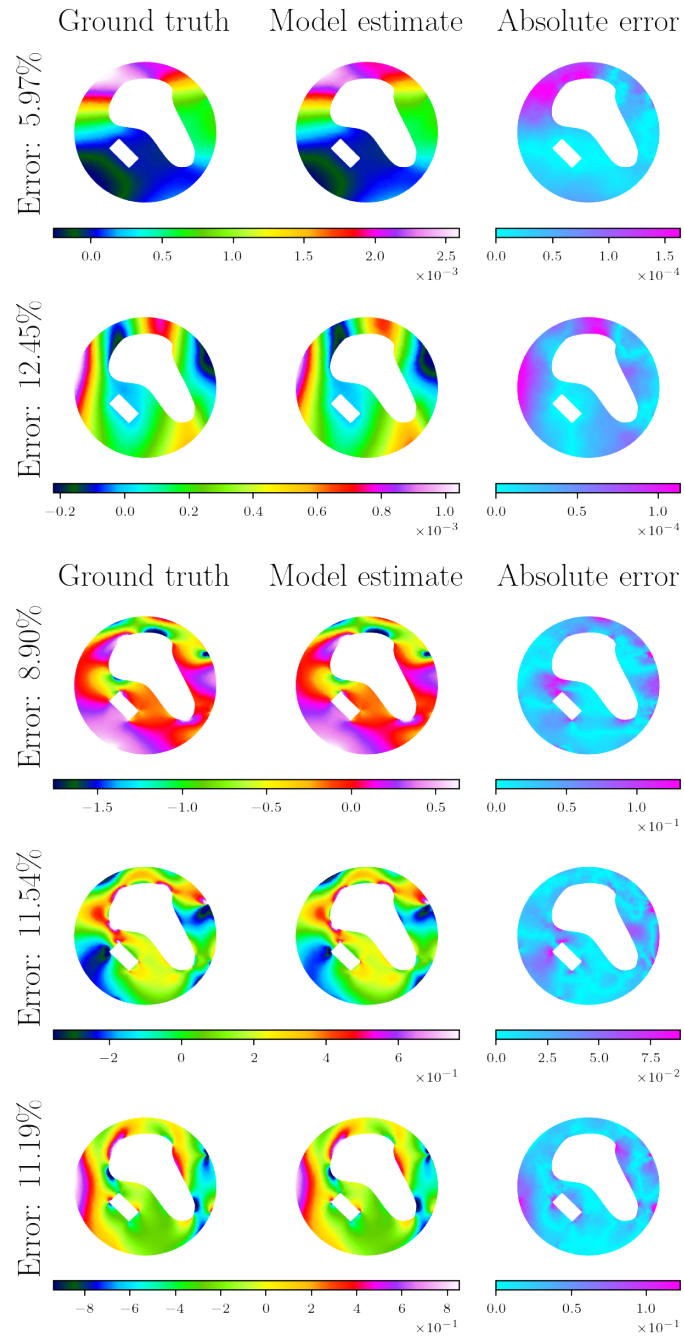 Ground truth Model estimate Absolute error
Error: 5.97%
0.0 0.5 1.0 1.5 2.0 2.5 0.0 0.5 1.0 1.5
×10⁻³ ×10⁻⁴
Error: 12.45%
−0.2 0.0 0.2 0.4 0.6 0.8 1.0 0.0 0.5 1.0
×10⁻³ ×10⁻⁴
Ground truth Model estimate Absolute error
Error: 8.90%
−1.5 −1.0 −0.5 0.0 0.5 0.0 0.5 1.0
×10⁻¹
Error: 11.54%
−2 0 2 4 6 0.0 2.5 5.0 7.5
×10⁻¹ ×10⁻²
Error: 11.19%
−8 −6 −4 −2 0 2 4 6 8 0.0 0.5 1.0
×10⁻¹ ×10⁻¹